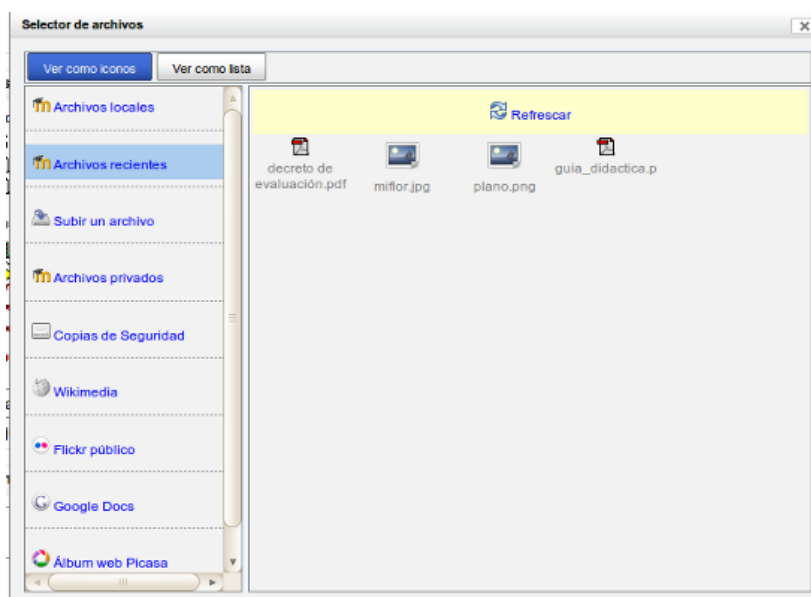 Selector de archivos
Ver como iconos
Ver como lista
Archivos locales
Archivos recientes
Subir un archivo
Archivos privados
Copias de Seguridad
Wikimedia
Flickr público
Google Docs
Álbum web Picasa
Refrescar
decreto de
evaluación.pdf
miflor.jpg
plano.png
guia_didactica.p